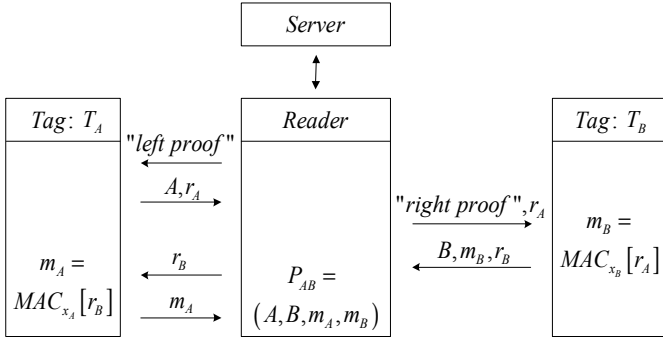 Server
Tag: T_A
Reader
Tag: T_B
"left proof"
A, r_A
"right proof", r_A
m_B =
MAC_{x_B}[r_A]
B, m_B, r_B
r_B
m_A =
MAC_{x_A}[r_B]
m_A
P_{AB} =
(A, B, m_A, m_B)